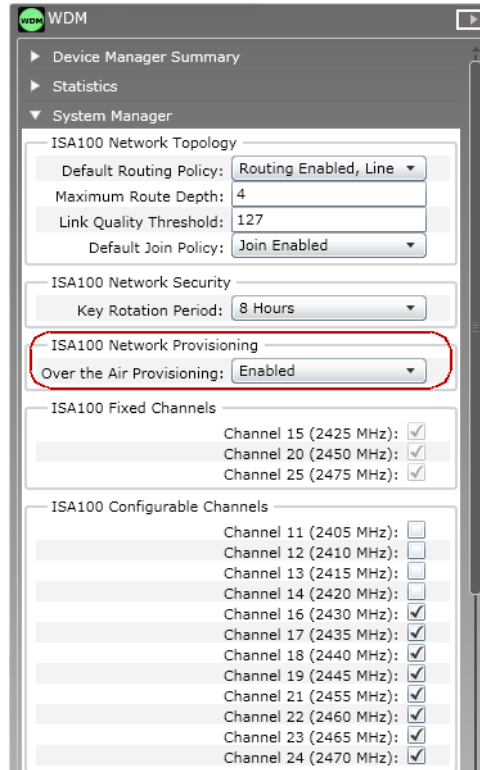 WDM WDM
Device Manager Summary
Statistics
System Manager
ISA100 Network Topology
Default Routing Policy: Routing Enabled, Line
Maximum Route Depth: 4
Link Quality Threshold: 127
Default Join Policy: Join Enabled
ISA100 Network Security
Key Rotation Period: 8 Hours
ISA100 Network Provisioning
Over the Air Provisioning: Enabled
ISA100 Fixed Channels
Channel 15 (2425 MHz):
Channel 20 (2450 MHz):
Channel 25 (2475 MHz):
ISA100 Configurable Channels
Channel 11 (2405 MHz):
Channel 12 (2410 MHz):
Channel 13 (2415 MHz):
Channel 14 (2420 MHz):
Channel 16 (2430 MHz):
Channel 17 (2435 MHz):
Channel 18 (2440 MHz):
Channel 19 (2445 MHz):
Channel 21 (2455 MHz):
Channel 22 (2460 MHz):
Channel 23 (2465 MHz):
Channel 24 (2470 MHz):